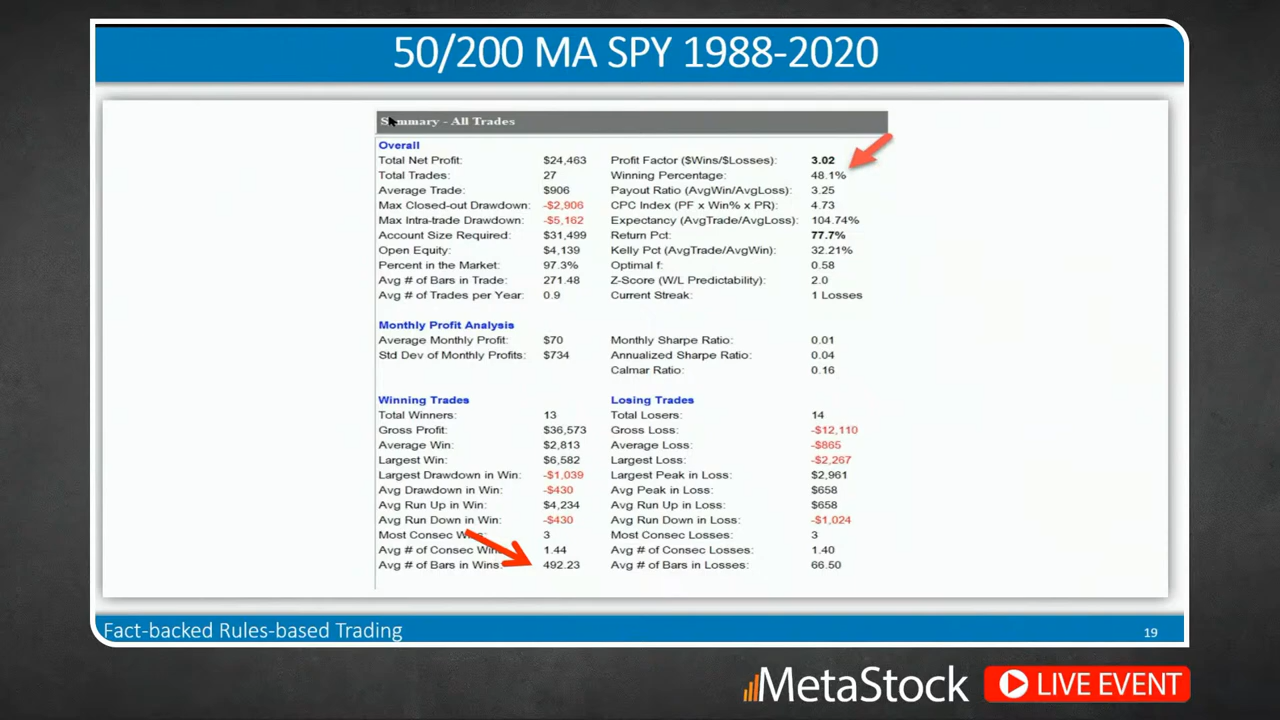 50/200 MA SPY 1988-2020
Summary - All Trades
Overall
Total Net Profit: $24,463 Profit Factor ($Wins/$Losses): 3.02
Total Trades: 27 Winning Percentage: 48.1%
Average Trade: $906 Payout Ratio (AvgWin/AvgLoss): 3.25
Max Closed-out Drawdown: -$2,906 CPC Index (PF x Win% x PR): 4.73
Max Intra-trade Drawdown: -$5,162 Expectancy (AvgTrade/AvgLoss): 104.74%
Account Size Required: $31,499 Return Pct: 77.7%
Open Equity: $4,139 Kelly Pct (AvgTrade/AvgWin): 32.21%
Percent in the Market: 97.3% Optimal f: 0.58
Avg # of Bars in Trade: 271.48 Z-Score (W/L Predictability): 2.0
Avg # of Trades per Year: 0.9 Current Streak: 1 Losses
Monthly Profit Analysis
Average Monthly Profit: $70 Monthly Sharpe Ratio: 0.01
Std Dev of Monthly Profits: $734 Annualized Sharpe Ratio: 0.04
Calmar Ratio: 0.16
Winning Trades Losing Trades
Total Winners: 13 Total Losers: 14
Gross Profit: $36,573 Gross Loss: -$12,110
Average Win: $2,813 Average Loss: -$865
Largest Win: $6,582 Largest Loss: -$2,267
Largest Drawdown in Win: -$1,039 Largest Peak in Loss: $2,961
Avg Drawdown in Win: -$430 Avg Peak in Loss: $658
Avg Run Up in Win: $4,234 Avg Run Up in Loss: $658
Avg Run Down in Win: -$430 Avg Run Down in Loss: -$1,024
Most Consec Wins: 3 Most Consec Losses: 3
Avg # of Consec Wins: 1.44 Avg # of Consec Losses: 1.40
Avg # of Bars in Wins: 492.23 Avg # of Bars in Losses: 66.50
Fact-backed Rules-based Trading 19
MetaStock LIVE EVENT